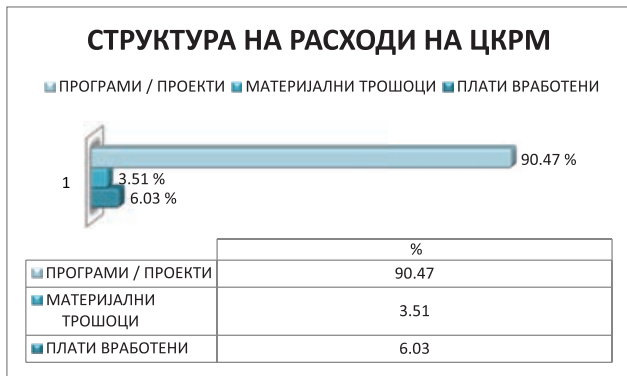 СТРУКТУРА НА РАСХОДИ НА ЦКРМ
ПРОГРАМИ / ПРОЕКТИ МАТЕРИЈАЛНИ ТРОШОЦИ ПЛАТИ ВРАБОТЕНИ
90.47 %
1
3.51 %
6.03 %
%
ПРОГРАМИ / ПРОЕКТИ 90.47
МАТЕРИЈАЛНИ
ТРОШОЦИ 3.51
ПЛАТИ ВРАБОТЕНИ 6.03